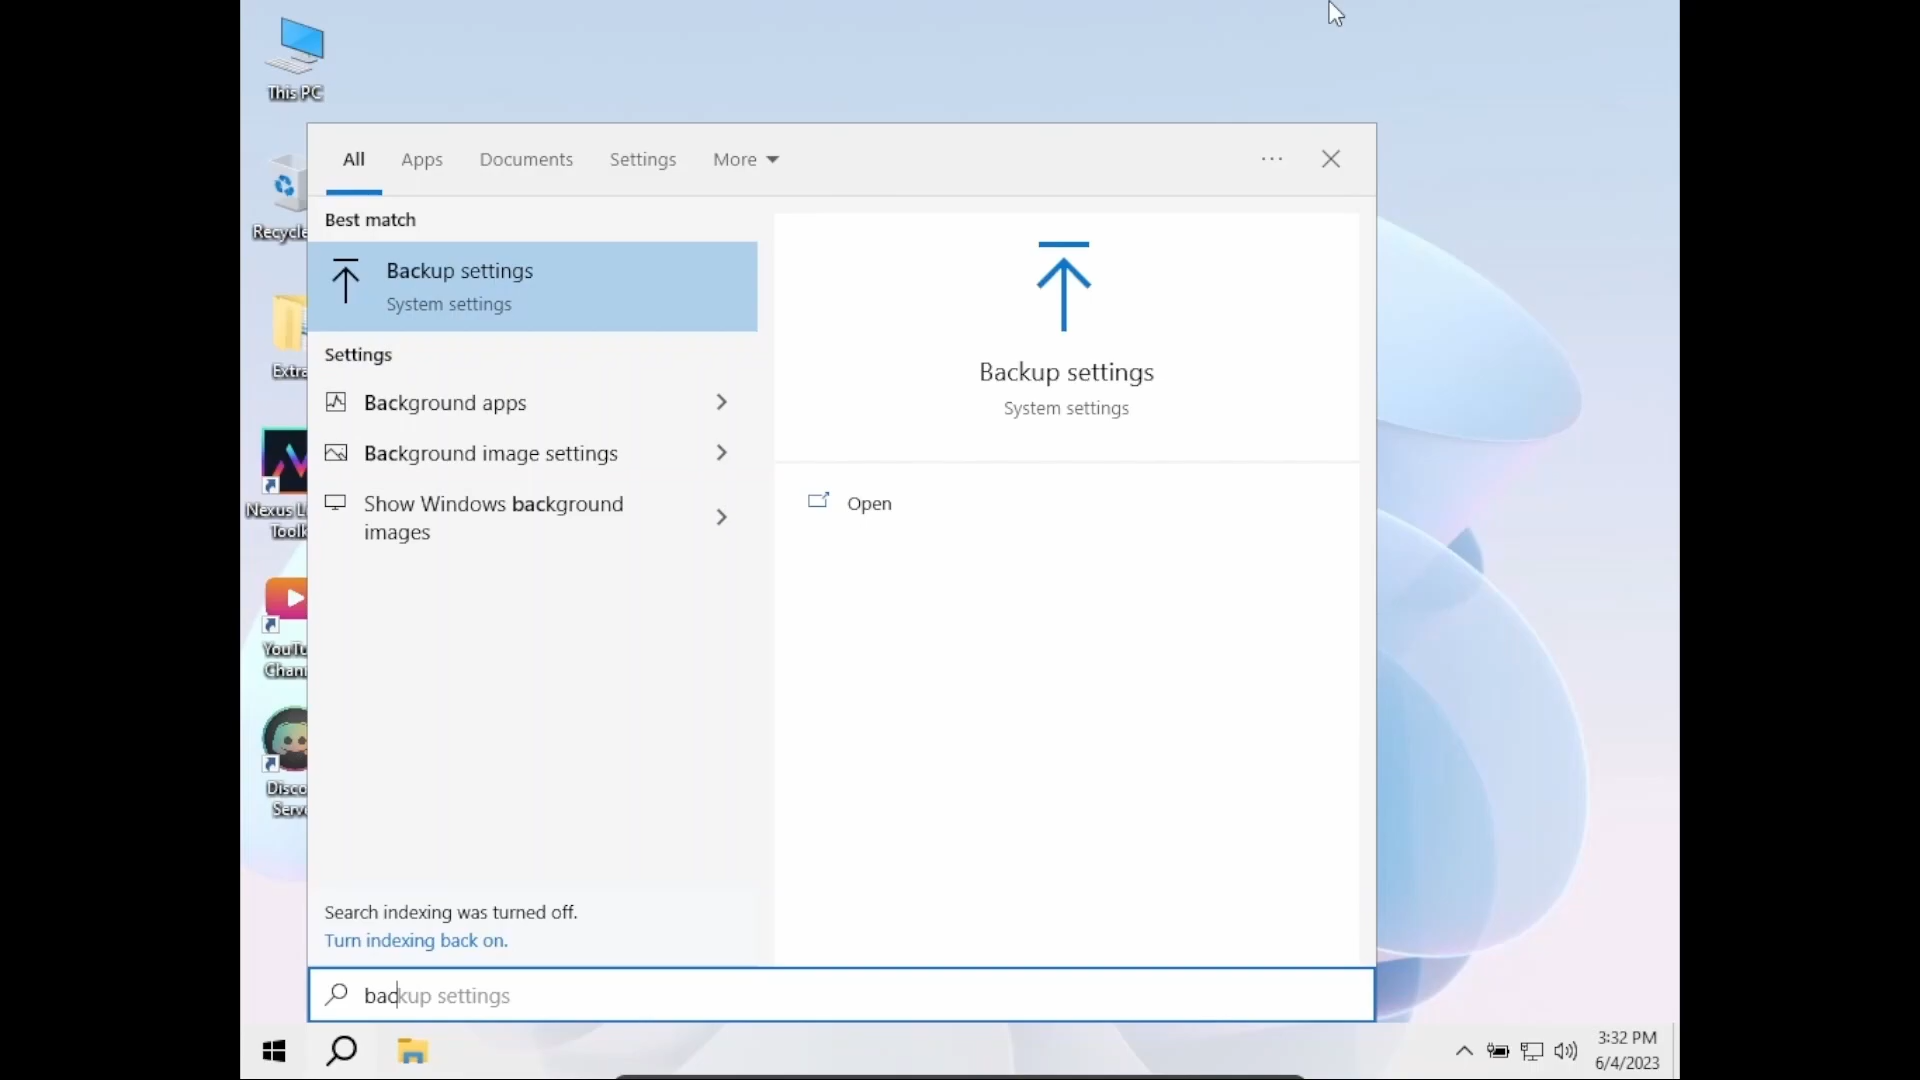 This PC
Recycle
Extra
Nexus L
Toolk
YouTu
Chann
Disco
Serve
All Apps Documents Settings More
Best match
Backup settings
System settings
Settings
Background apps
Background image settings
Show Windows background
images
Search indexing was turned off.
Turn indexing back on.
Backup settings
System settings
Open
backup settings
3:32 PM
6/4/2023